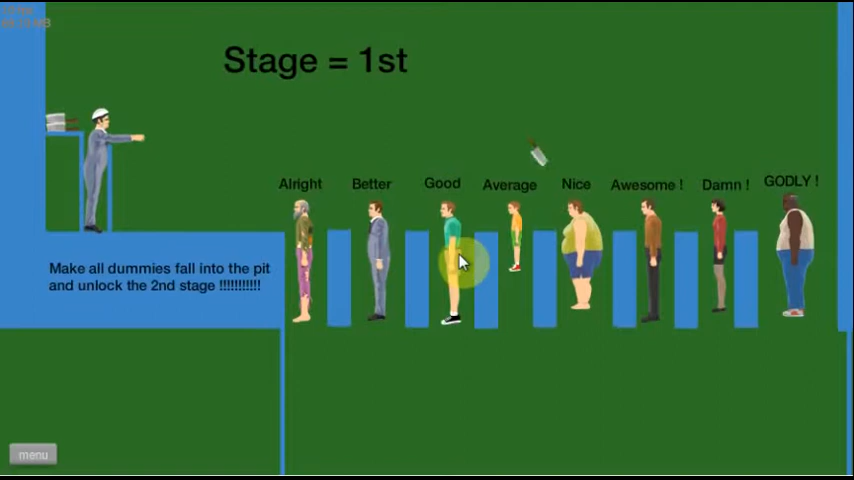 Stage = 1st
Alright
Better
Good
Average
Nice
Awesome !
Damn !
GODLY !
Make all dummies fall into the pit
and unlock the 2nd stage !!!!!!!!!!!
menu